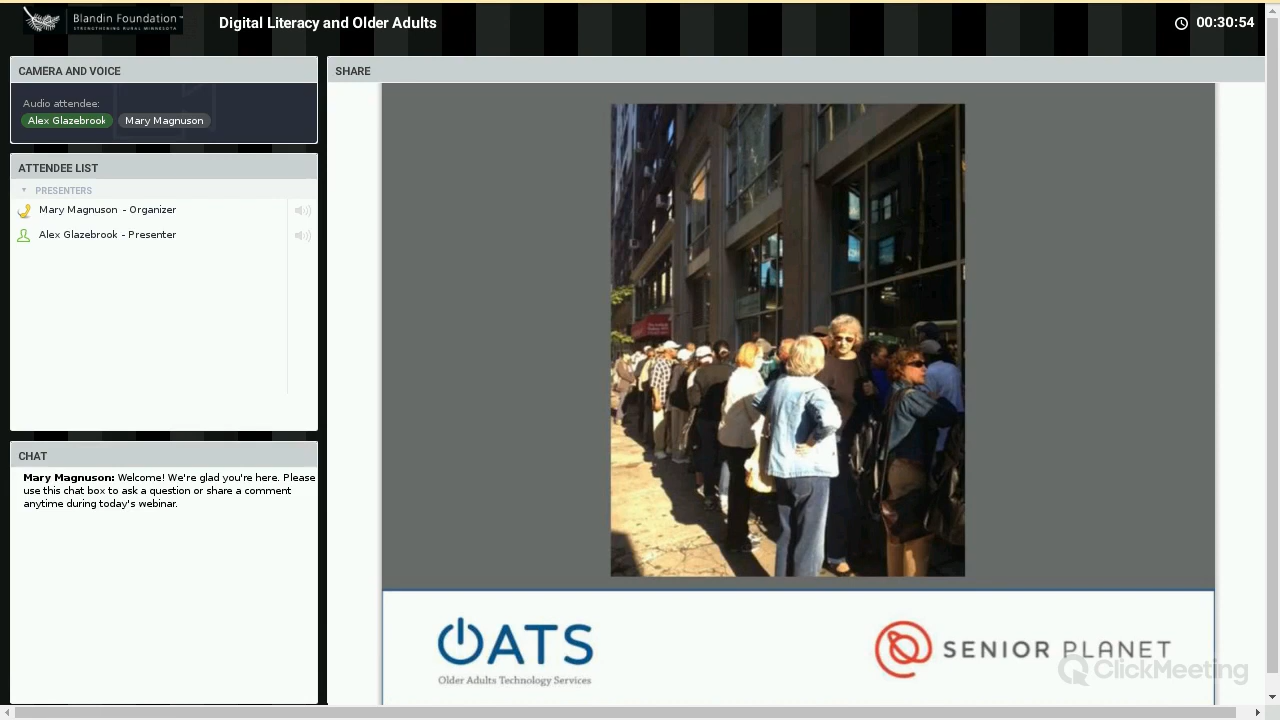 Blandin Foundation™
STRENGTHENING RURAL MINNESOTA
Digital Literacy and Older Adults
00:30:54
CAMERA AND VOICE
Audio attendee:
Alex Glazebrook
Mary Magnuson
ATTENDEE LIST
PRESENTERS
Mary Magnuson - Organizer
Alex Glazebrook - Presenter
CHAT
Mary Magnuson: Welcome! We're glad you're here. Please
use this chat box to ask a question or share a comment
anytime during today's webinar.
SHARE
OATS
Older Adults Technology Services
SENIOR PLANET
ClickMeeting